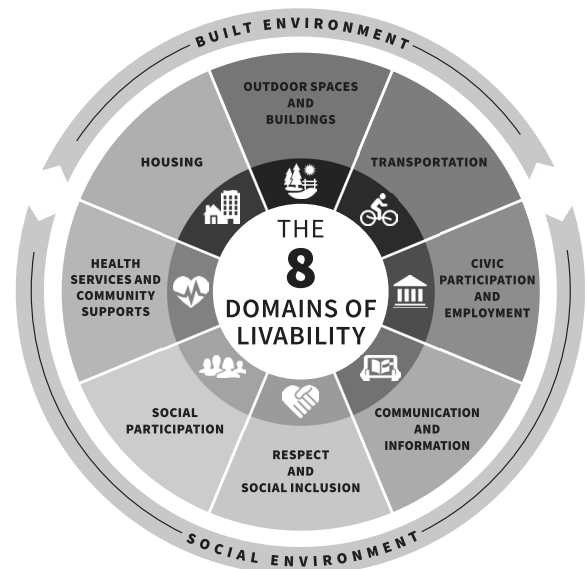 BUILT ENVIRONMENT
OUTDOOR SPACES
AND
BUILDINGS
TRANSPORTATION
CIVIC
PARTICIPATION
AND
EMPLOYMENT
COMMUNICATION
AND
INFORMATION
RESPECT
AND
SOCIAL INCLUSION
SOCIAL
PARTICIPATION
HEALTH
SERVICES AND
COMMUNITY
SUPPORTS
HOUSING
THE
8
DOMAINS OF
LIVABILITY
SOCIAL ENVIRONMENT